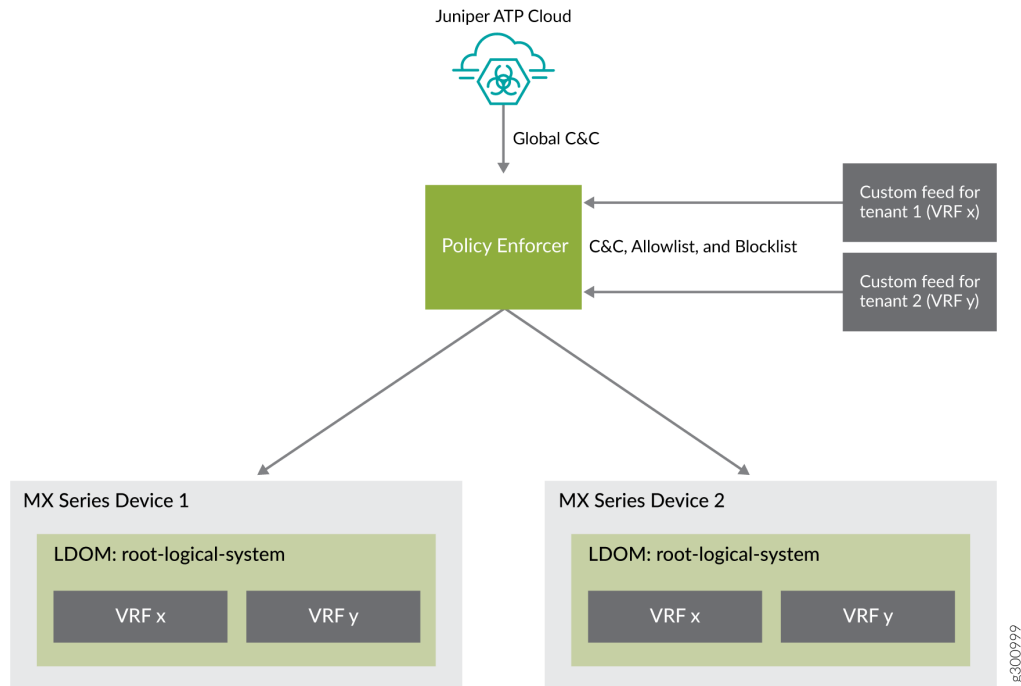 Juniper ATP Cloud
Global C&C
Custom feed for
tenant 1 (VRF x)
Policy Enforcer
C&C, Allowlist, and Blocklist
Custom feed for
tenant 2 (VRF y)
MX Series Device 1
LDOM: root-logical-system
VRF x
VRF y
MX Series Device 2
LDOM: root-logical-system
VRF x
VRF y
g300999